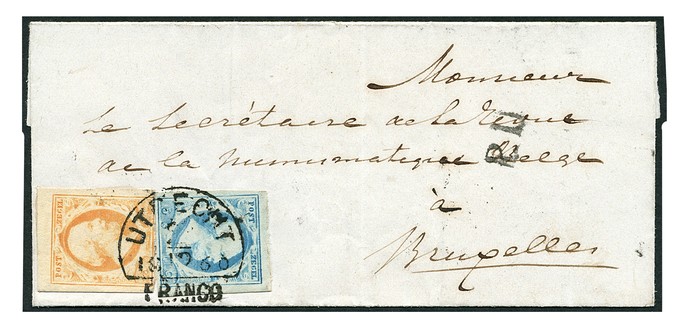 Monsieur
Le Secrétaire de la Revue
de la Numismatique Belge
à
Bruxelles
POST ZEGEL
UTRECHT
FRANCO
POST ZEGEL